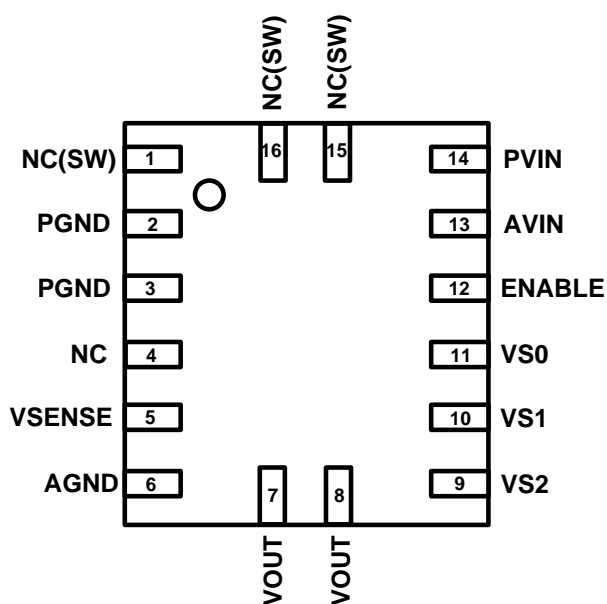 NC(SW)
NC(SW)
16
15
NC(SW)
1
14
PVIN
PGND
2
13
AVIN
PGND
3
12
ENABLE
NC
4
11
VS0
VSENSE
5
10
VS1
AGND
6
9
VS2
7
8
VOUT
VOUT